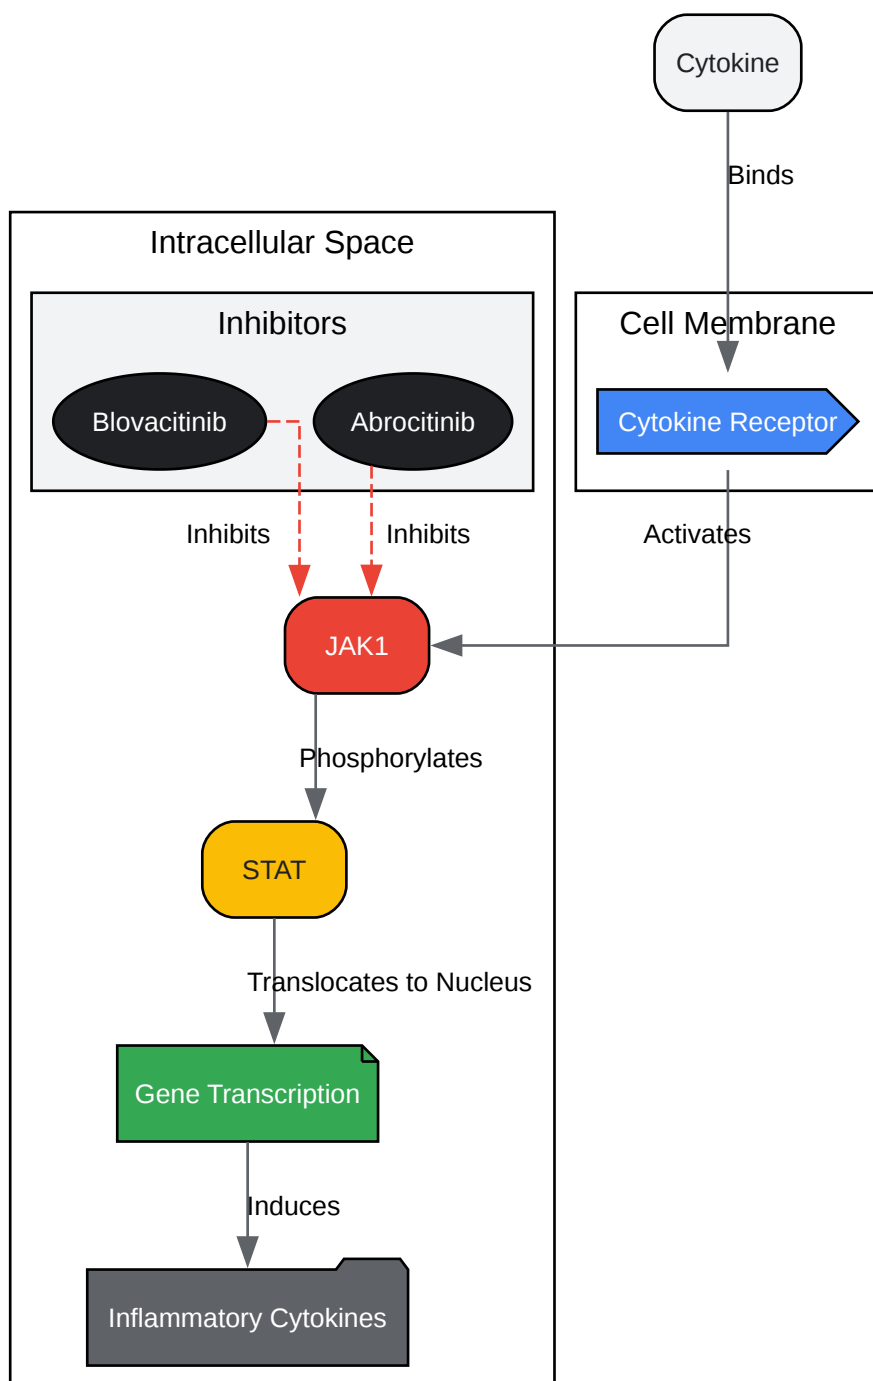 Cytokine
Binds
Intracellular Space
Inhibitors
Cell Membrane
Blovacitinib
Abrocitinib
Cytokine Receptor
Inhibits
Inhibits
Activates
JAK1
Phosphorylates
STAT
Translocates to Nucleus
Gene Transcription
Induces
Inflammatory Cytokines